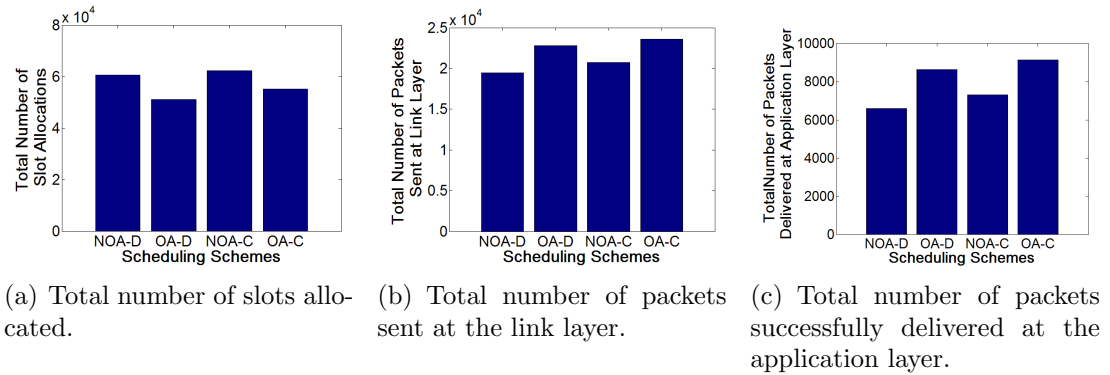 x 10⁴
8
6
4
2
0
Total Number of
Slot Allocations
NOA-D OA-D NOA-C OA-C
Scheduling Schemes
(a) Total number of slots allo-
cated.
x 10⁴
2.5
2
1.5
1
0.5
0
Total Number of Packets
Sent at Link Layer
NOA-D OA-D NOA-C OA-C
Scheduling Schemes
(b) Total number of packets
sent at the link layer.
10000
8000
6000
4000
2000
0
TotalNumber of Packets
Delivered at Application Layer
NOA-D OA-D NOA-C OA-C
Scheduling Schemes
(c) Total number of packets
successfully delivered at the
application layer.